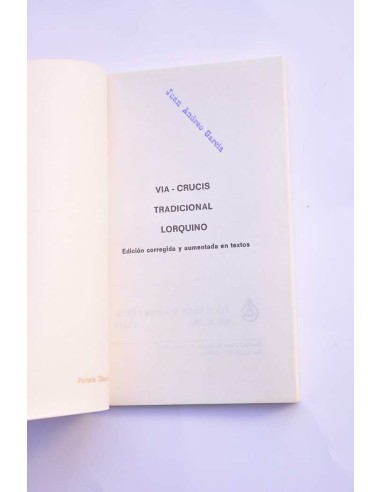 Juan Andreo García
VIA - CRUCIS
TRADICIONAL
LORQUINO
Edición corregida y aumentada en textos